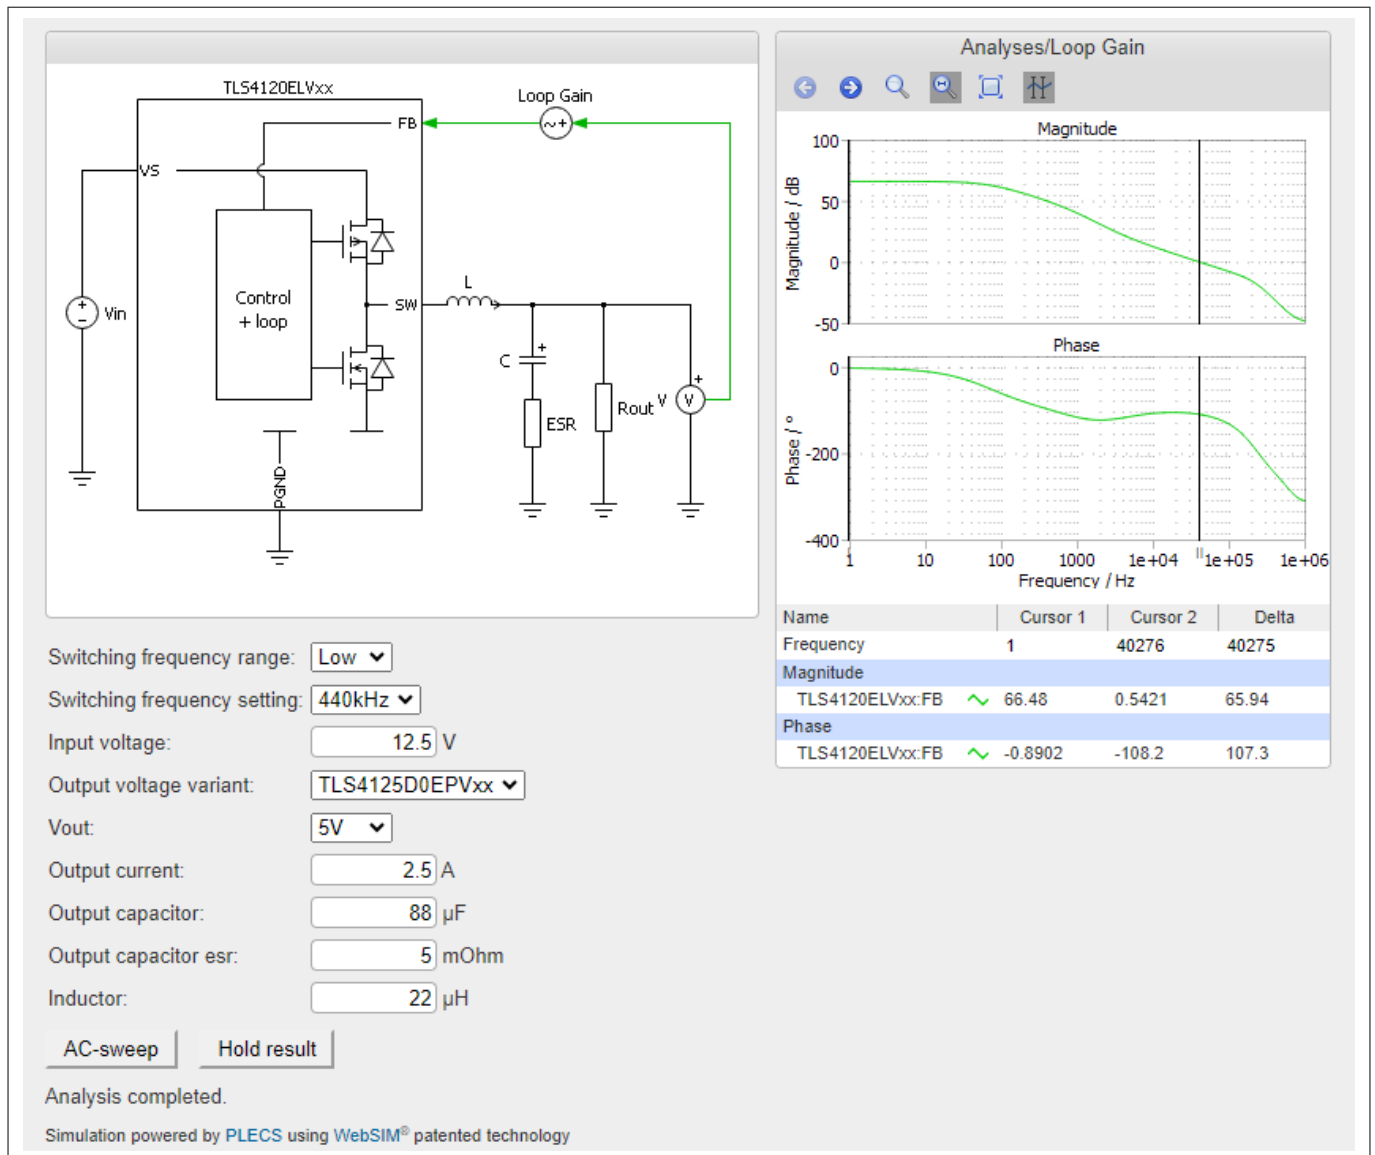 TLS4120ELVxx
Loop Gain
FB
VS
Vin
Control
+ loop
SW
L
C
+
ESR
Rout
V
+
V
PGND
Switching frequency range: Low
Switching frequency setting: 440kHz
Input voltage: 12.5 V
Output voltage variant: TLS4125D0EPVxx
Vout: 5V
Output current: 2.5 A
Output capacitor: 88 µF
Output capacitor esr: 5 mOhm
Inductor: 22 µH
AC-sweep Hold result
Analysis completed.
Simulation powered by PLECS using WebSIM® patented technology
Analyses/Loop Gain
Magnitude
Magnitude / dB
100
50
0
-50
Phase
Phase / °
0
-200
-400
1 10 100 1000 1e+04 1e+05 1e+06
Frequency / Hz
Name Cursor 1 Cursor 2 Delta
Frequency 1 40276 40275
Magnitude
TLS4120ELVxx:FB 66.48 0.5421 65.94
Phase
TLS4120ELVxx:FB -0.8902 -108.2 107.3